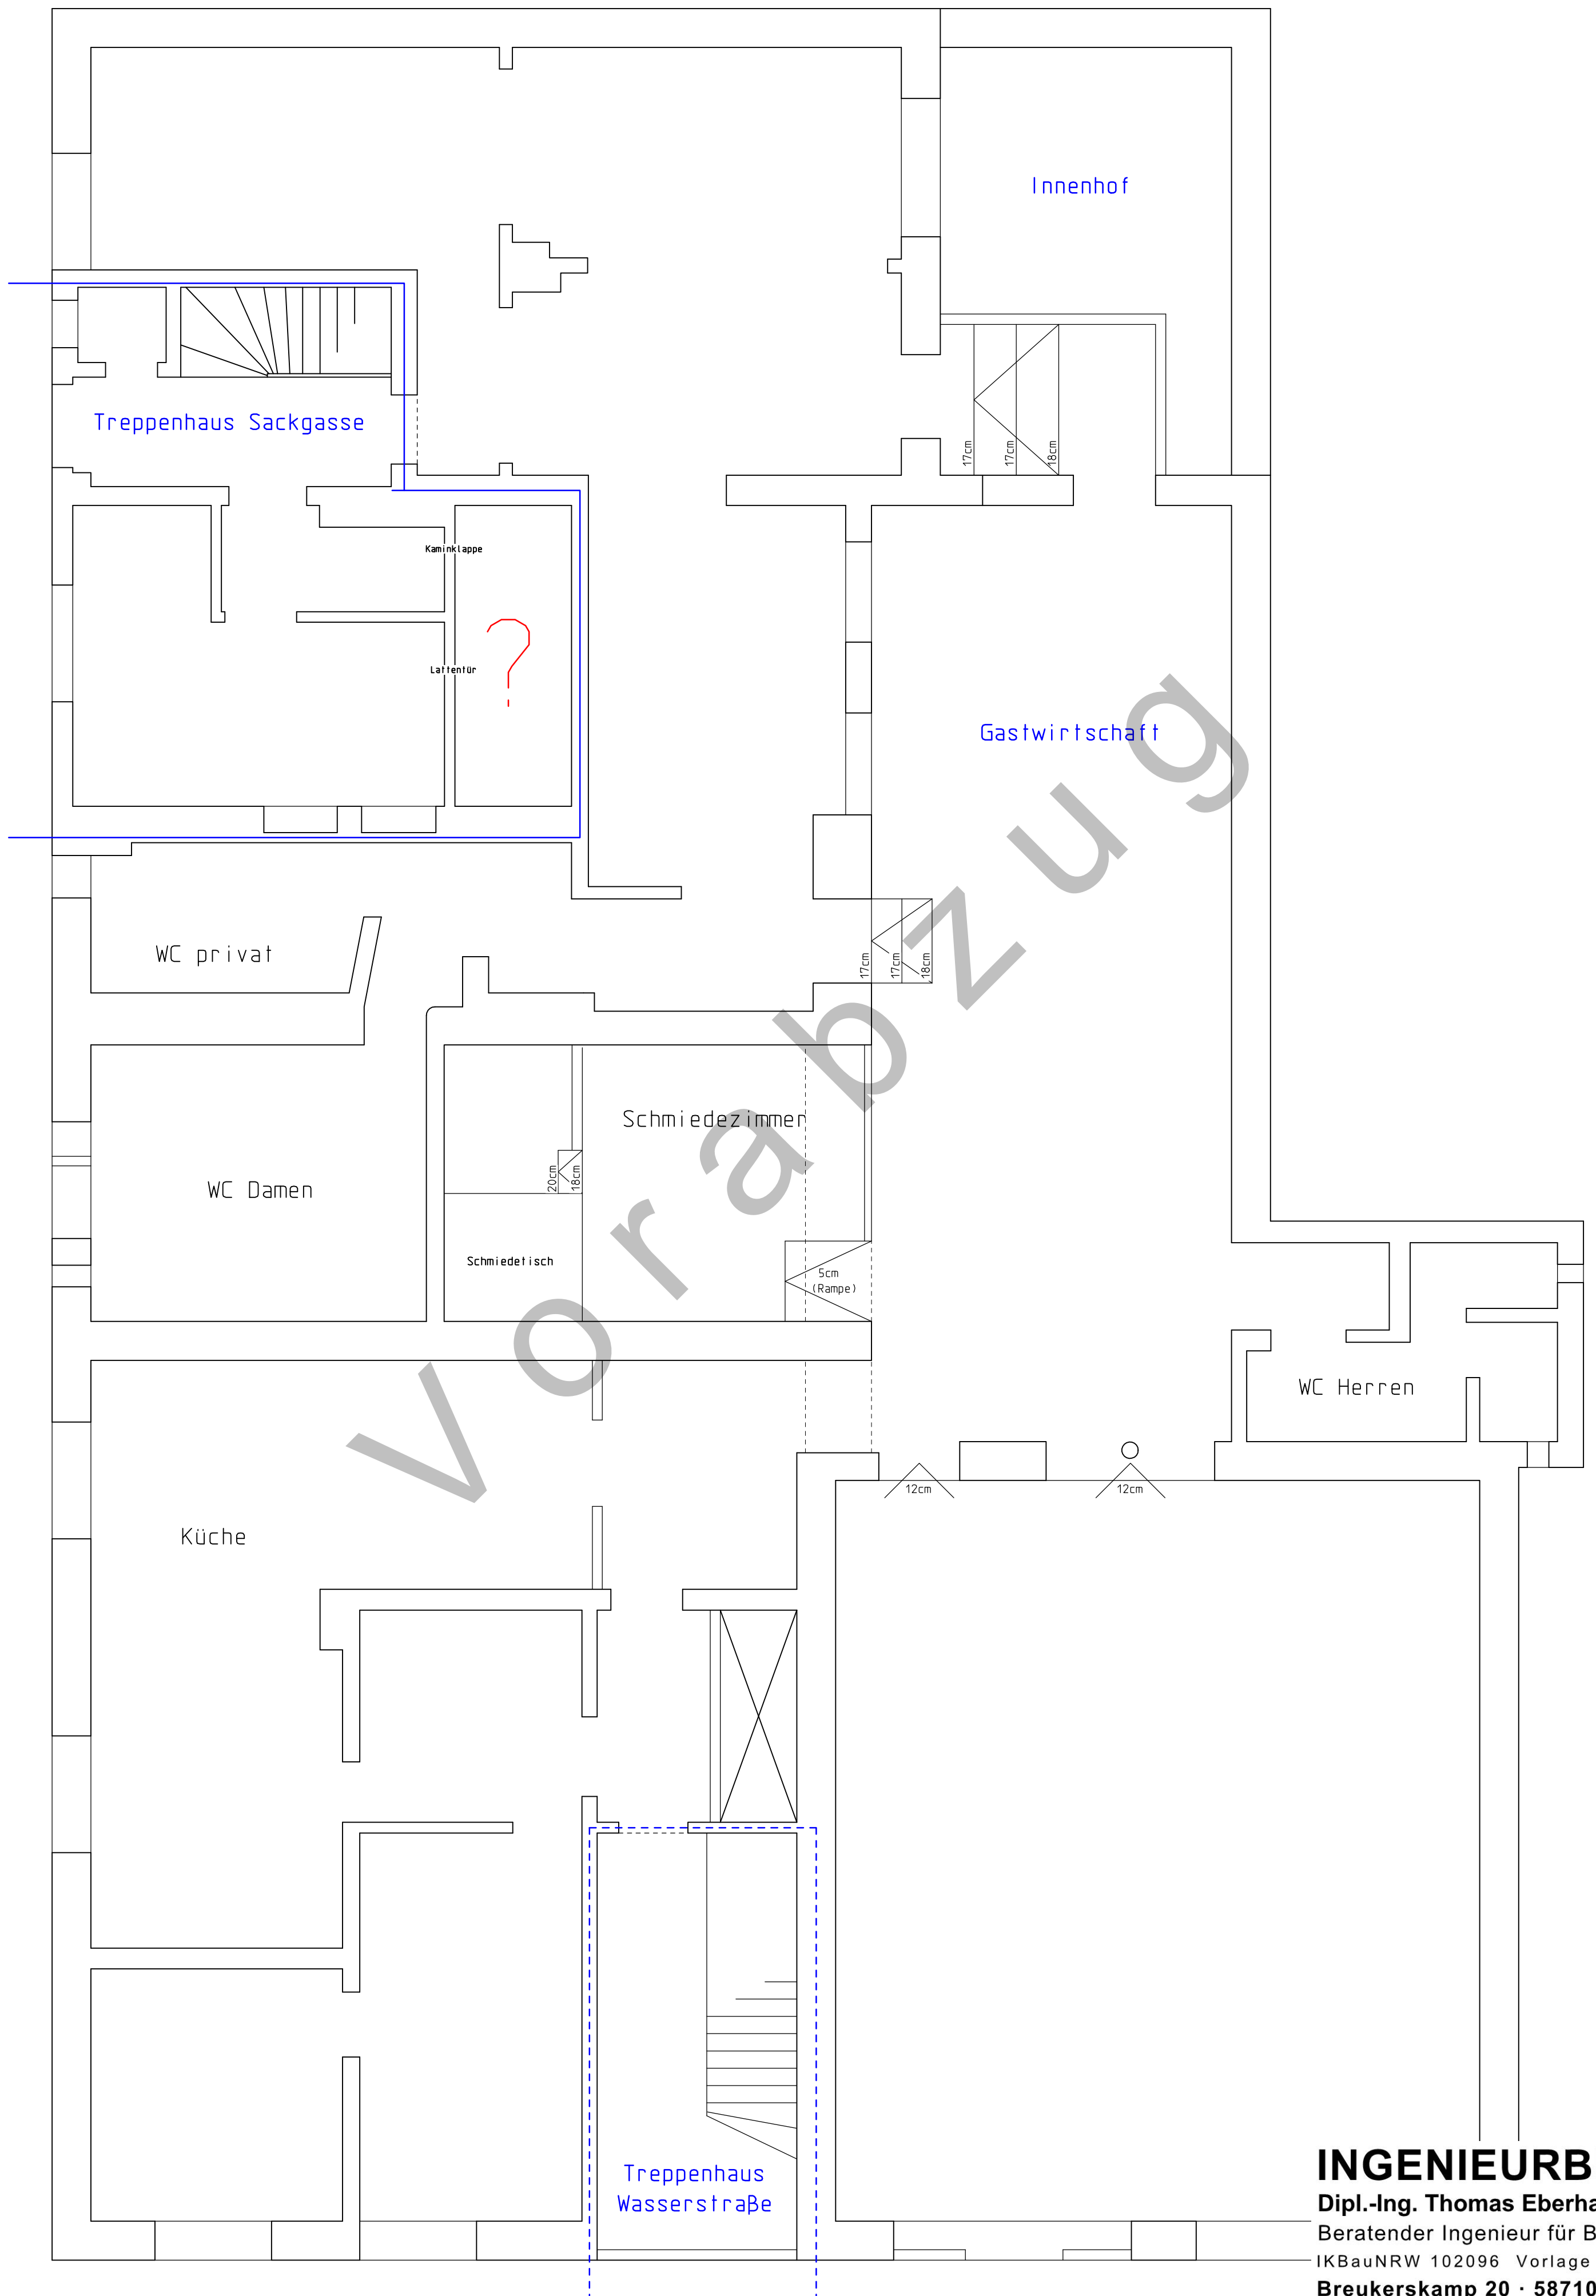 Innenhof
Treppenhaus Sackgasse
17cm
17cm
18cm
Kaminklappe
?
Lattentür
Gastwirtschaft
WC privat
17cm
17cm
18cm
Schmiedezimmer
20cm
18cm
WC Damen
Schmiedetisch
5cm
(Rampe)
WC Herren
12cm
12cm
Küche
Vorabzug
Treppenhaus
Wasserstraße
INGENIEURB
Dipl.-Ing. Thomas Eberha
Beratender Ingenieur für B
IKBauNRW 102096 Vorlage
Breukerskamp 20 · 58710